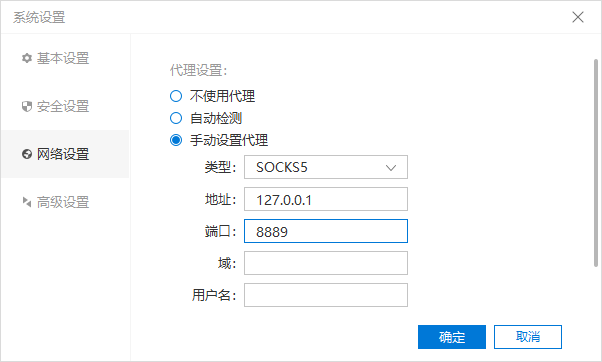 系统设置
基本设置
安全设置
网络设置
高级设置
代理设置：
不使用代理
自动检测
手动设置代理
类型： SOCKS5
地址： 127.0.0.1
端口： 8889
域：
用户名：
确定 取消